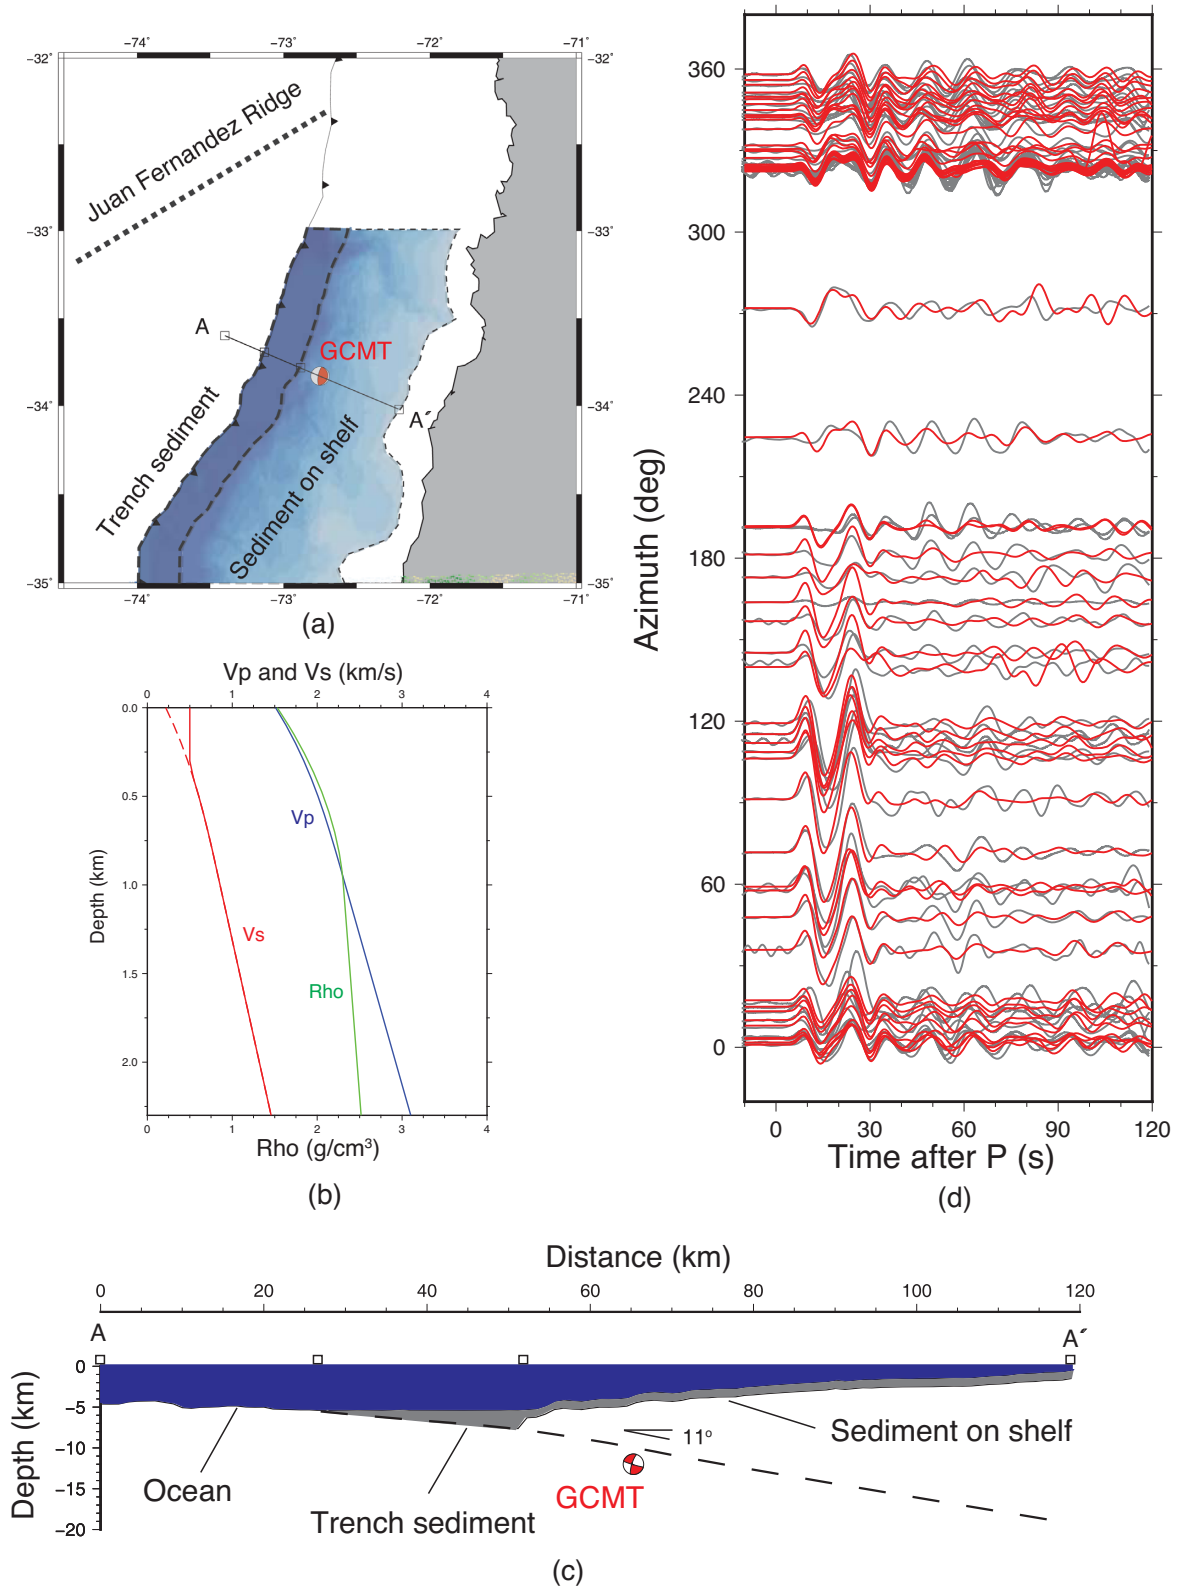 −74° −73° −72° −71°
−32° −32°
Juan Fernandez Ridge
−33° −33°
A
GCMT
A´
−34° −34°
Trench sediment
Sediment on shelf
−35° −35°
−74° −73° −72° −71°
(a)
Vp and Vs (km/s)
0 1 2 3 4
0.0
0.5
1.0
1.5
2.0
Depth (km)
Vp
Vs
Rho
0 1 2 3 4
Rho (g/cm³)
(b)
360
300
240
180
120
60
0
Azimuth (deg)
0 30 60 90 120
Time after P (s)
(d)
Distance (km)
0 20 40 60 80 100 120
A A´
0
−5
−10
−15
−20
Depth (km)
11°
Sediment on shelf
Ocean
GCMT
Trench sediment
(c)